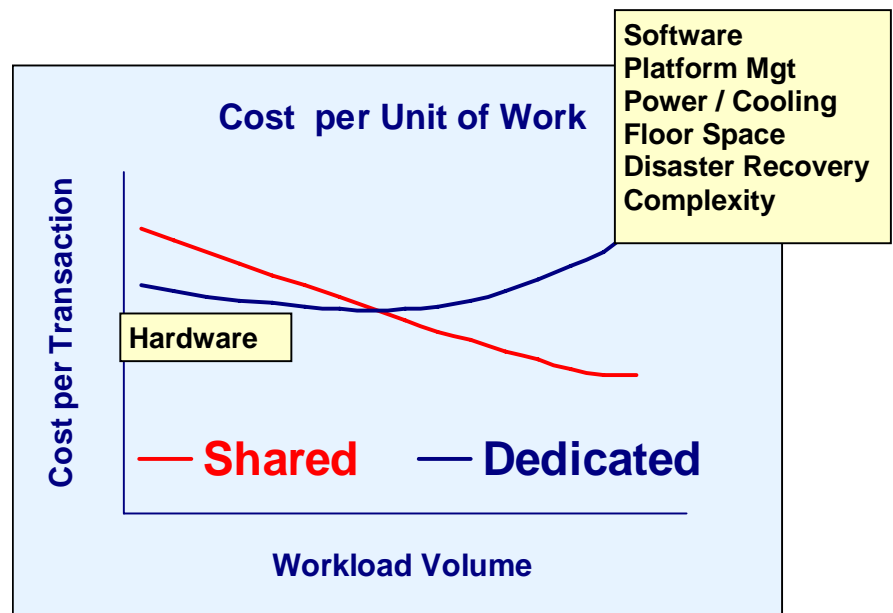 Software
Platform Mgt
Power / Cooling
Floor Space
Disaster Recovery
Complexity
Cost per Unit of Work
Cost per Transaction
Hardware
Shared
Dedicated
Workload Volume